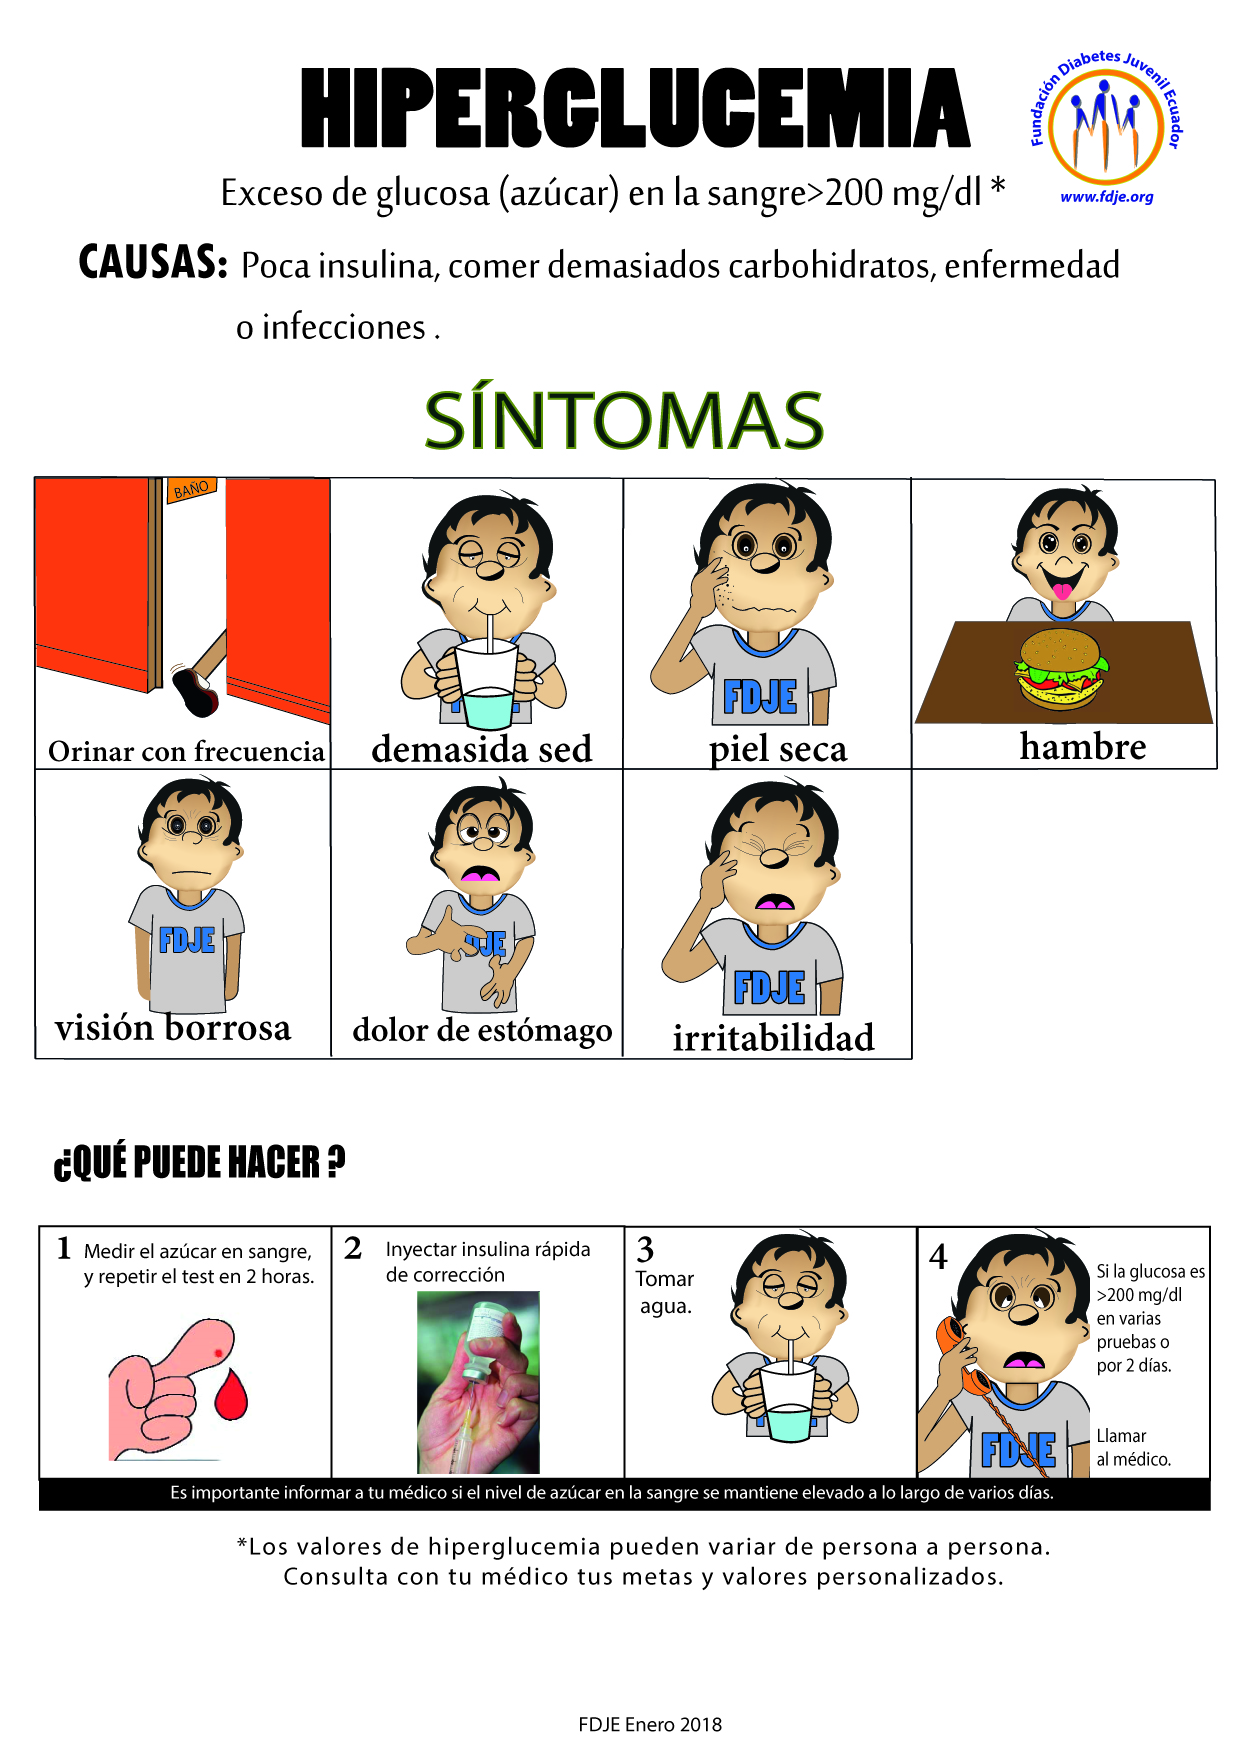 HIPERGLUCEMIA
Fundación Diabetes Juvenil Ecuador
www.fdje.org
Exceso de glucosa (azúcar) en la sangre>200 mg/dl *
CAUSAS: Poca insulina, comer demasiados carbohidratos, enfermedad
o infecciones .
SÍNTOMAS
BAÑO
Orinar con frecuencia
demasida sed
FDJE
piel seca
hambre
FDJE
visión borrosa
DJE
dolor de estómago
FDJE
irritabilidad
¿QUÉ PUEDE HACER ?
1 Medir el azúcar en sangre,
y repetir el test en 2 horas.
2 Inyectar insulina rápida
de corrección
3
Tomar
agua.
4
Si la glucosa es
>200 mg/dl
en varias
pruebas o
por 2 días.
Llamar
al médico.
FDJE
Es importante informar a tu médico si el nivel de azúcar en la sangre se mantiene elevado a lo largo de varios días.
*Los valores de hiperglucemia pueden variar de persona a persona.
Consulta con tu médico tus metas y valores personalizados.
FDJE Enero 2018